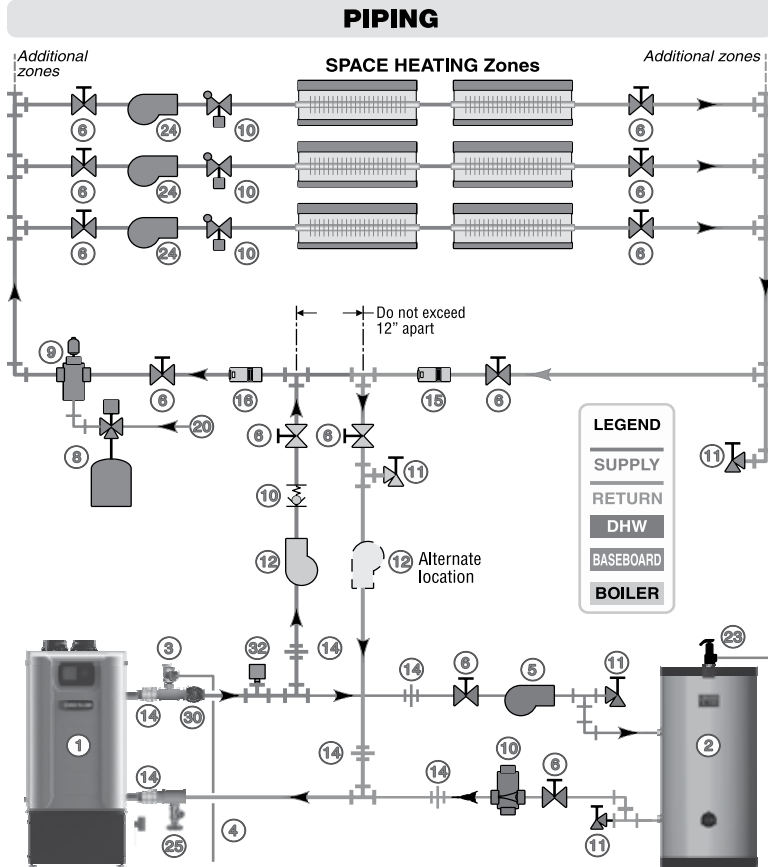 PIPING
Additional zones
SPACE HEATING Zones
Additional zones
6 24 10 6
6 24 10 6
6 24 10 6
Do not exceed
12” apart
9
6 16 15 6
20
8
6 6
11
11
10
12 12 Alternate
location
LEGEND
SUPPLY
RETURN
DHW
BASEBOARD
BOILER
3 32 14 23
14 6 5 11
14 30
1 2
14 14 10 6
14
25 4 11